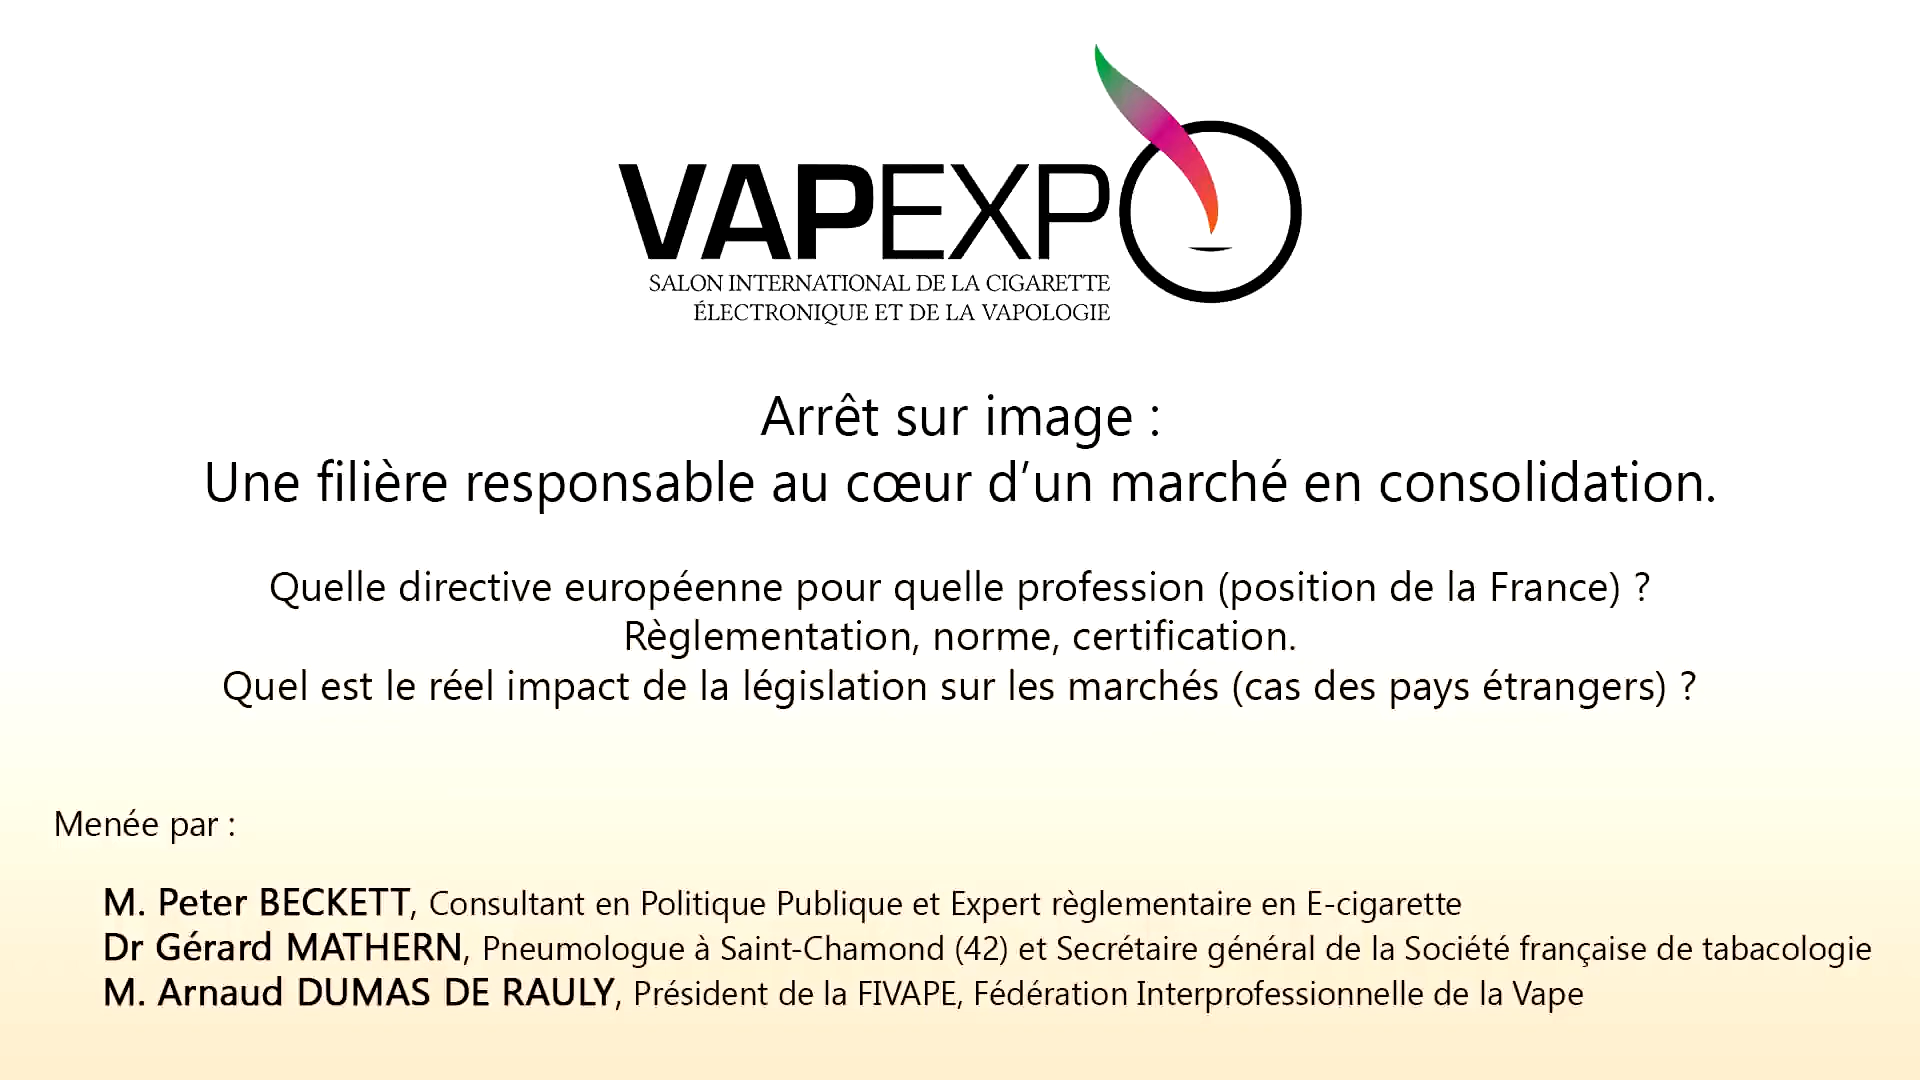 VAPEXPO
SALON INTERNATIONAL DE LA CIGARETTE
ÉLECTRONIQUE ET DE LA VAPOLOGIE
Arrêt sur image :
Une filière responsable au cœur d’un marché en consolidation.
Quelle directive européenne pour quelle profession (position de la France) ?
Règlementation, norme, certification.
Quel est le réel impact de la législation sur les marchés (cas des pays étrangers) ?
Menée par :
M. Peter BECKETT, Consultant en Politique Publique et Expert règlementaire en E-cigarette
Dr Gérard MATHERN, Pneumologue à Saint-Chamond (42) et Secrétaire général de la Société française de tabacologie
M. Arnaud DUMAS DE RAULY, Président de la FIVAPE, Fédération Interprofessionnelle de la Vape